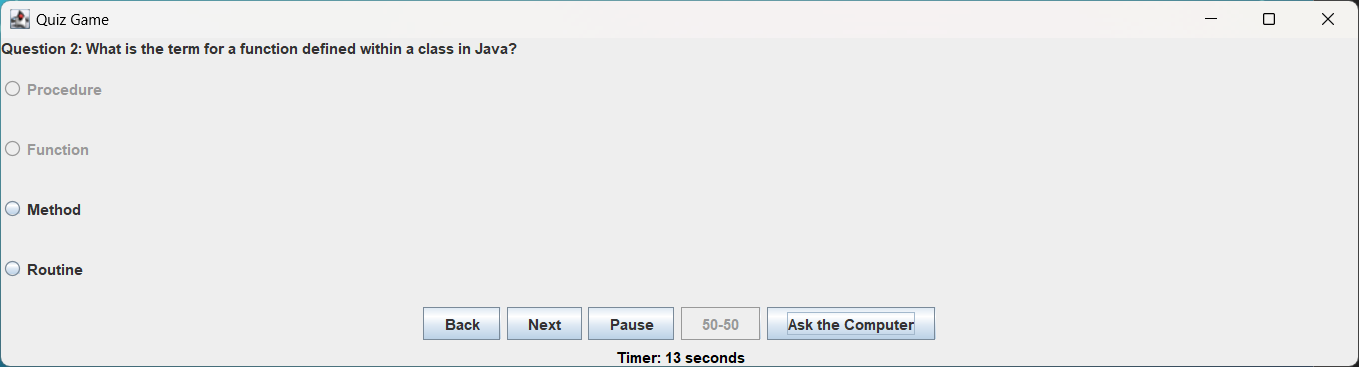 Quiz Game
Question 2: What is the term for a function defined within a class in Java?
Procedure
Function
Method
Routine
Back Next Pause 50-50 Ask the Computer
Timer: 13 seconds